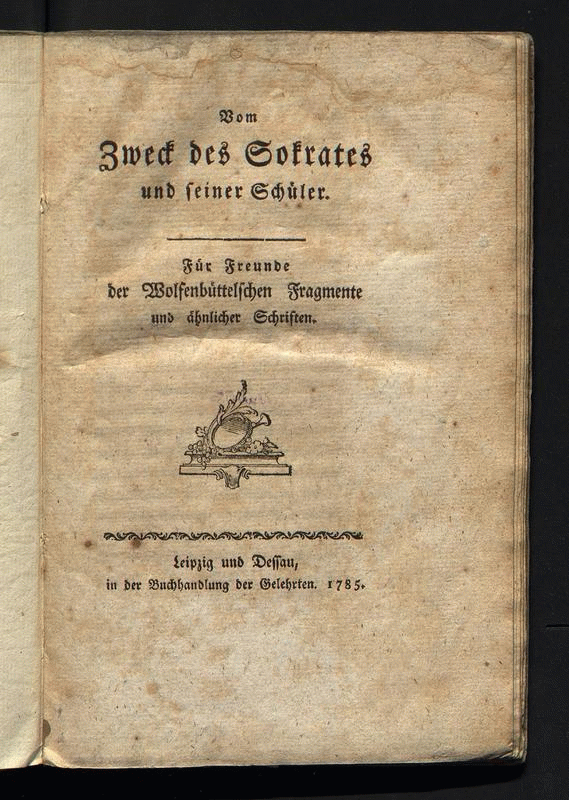 Vom
Zweck des Sokrates
und seiner Schüler.
Für Freunde
der Wolfenbüttelschen Fragmente
und ähnlicher Schriften.
Leipzig und Dessau,
in der Buchhandlung der Gelehrten. 1785.